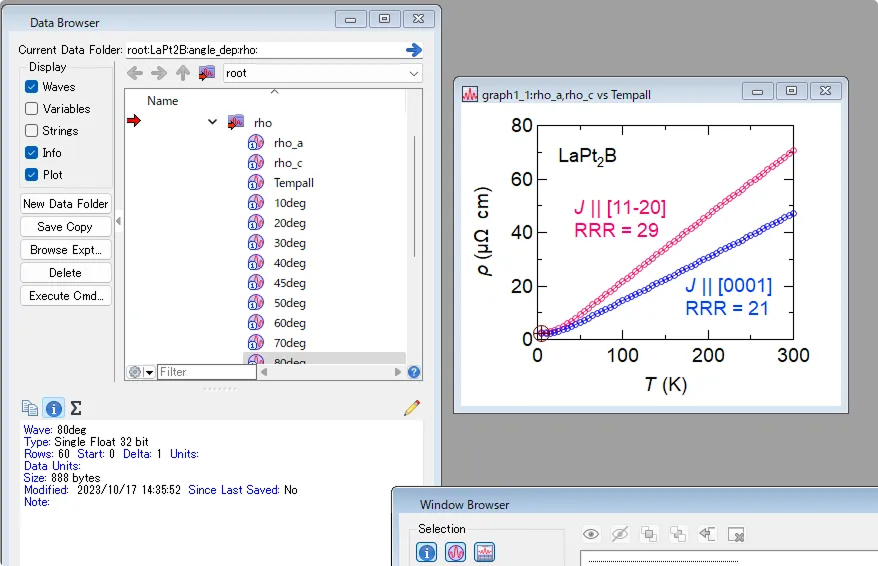 Data Browser
Current Data Folder: root:LaPt2B:angle_dep:rho:
Display
Waves
Variables
Strings
Info
Plot
New Data Folder
Save Copy
Browse Expt...
Delete
Execute Cmd...
root
Name
rho
rho_a
rho_c
Tempall
10deg
20deg
30deg
40deg
45deg
50deg
60deg
70deg
80deg
Filter
Wave: 80deg
Type: Single Float 32 bit
Rows: 60 Start: 0 Delta: 1 Units:
Data Units:
Size: 888 bytes
Modified: 2023/10/17 14:35:52 Since Last Saved: No
Note:
graph1_1:rho_a,rho_c vs Tempall
80
60
40
20
0
ρ (μΩ cm)
LaPt₂B
J || [11-20]
RRR = 29
J || [0001]
RRR = 21
0 100 200 300
T (K)
Window Browser
Selection